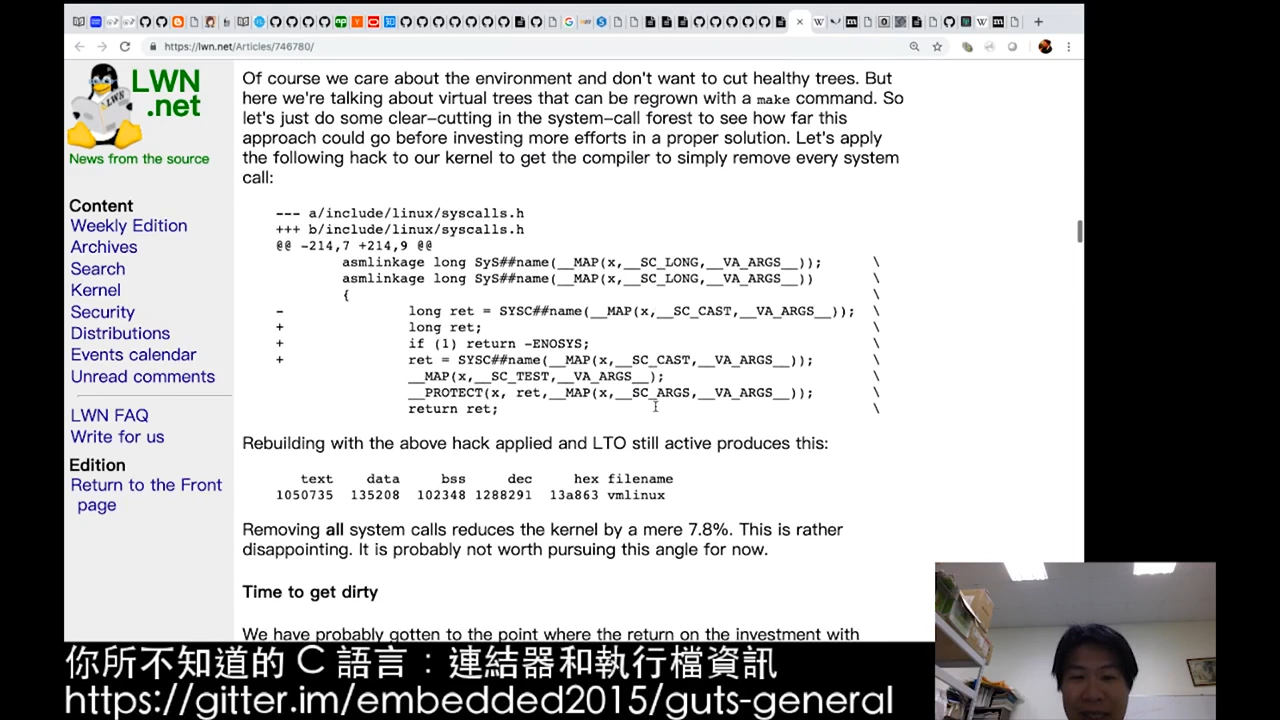 https://lwn.net/Articles/746780/
LWN
.net
News from the source
Content
Weekly Edition
Archives
Search
Kernel
Security
Distributions
Events calendar
Unread comments
LWN FAQ
Write for us
Edition
Return to the Front
page
Of course we care about the environment and don't want to cut healthy trees. But
here we're talking about virtual trees that can be regrown with a make command. So
let's just do some clear-cutting in the system-call forest to see how far this
approach could go before investing more efforts in a proper solution. Let's apply
the following hack to our kernel to get the compiler to simply remove every system
call:
--- a/include/linux/syscalls.h
+++ b/include/linux/syscalls.h
@@ -214,7 +214,9 @@
asmlinkage long SyS##name(__MAP(x,__SC_LONG,__VA_ARGS__)); \
asmlinkage long SyS##name(__MAP(x,__SC_LONG,__VA_ARGS__)) \
{ \
- long ret = SYSC##name(__MAP(x,__SC_CAST,__VA_ARGS__)); \
+ long ret; \
+ if (1) return -ENOSYS; \
+ ret = SYSC##name(__MAP(x,__SC_CAST,__VA_ARGS__)); \
__MAP(x,__SC_TEST,__VA_ARGS__); \
__PROTECT(x, ret,__MAP(x,__SC_ARGS,__VA_ARGS__)); \
return ret; \
Rebuilding with the above hack applied and LTO still active produces this:
text data bss dec hex filename
1050735 135208 102348 1288291 13a863 vmlinux
Removing all system calls reduces the kernel by a mere 7.8%. This is rather
disappointing. It is probably not worth pursuing this angle for now.
Time to get dirty
We have probably gotten to the point where the return on the investment with
你所不知道的 C 語言：連結器和執行檔資訊
https://gitter.im/embedded2015/guts-general